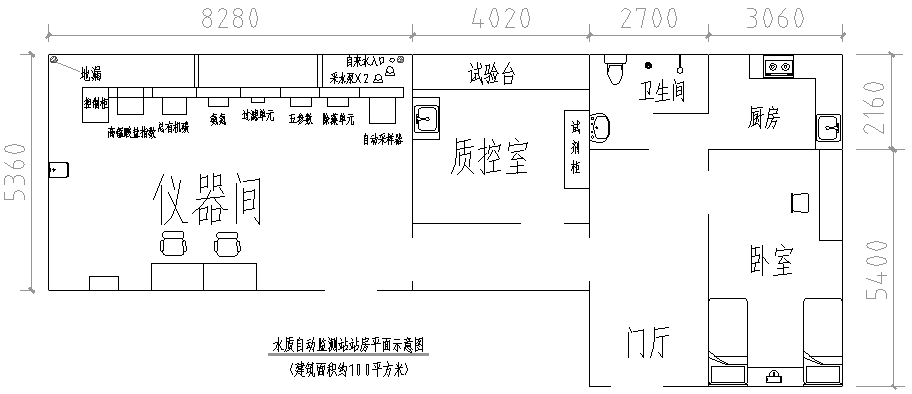 8280
4020
2700
3060
自来水入口
采水泵X2
地漏
试验台
卫生间
控制柜
高锰酸盐指数
总有机碳
氨氮
过滤单元
五参数
除藻单元
自动采样器
试剂柜
厨房
2160
质控室
5360
仪器间
卧室
5400
门厅
水质自动监测站站房平面示意图
(建筑面积约100平方米)